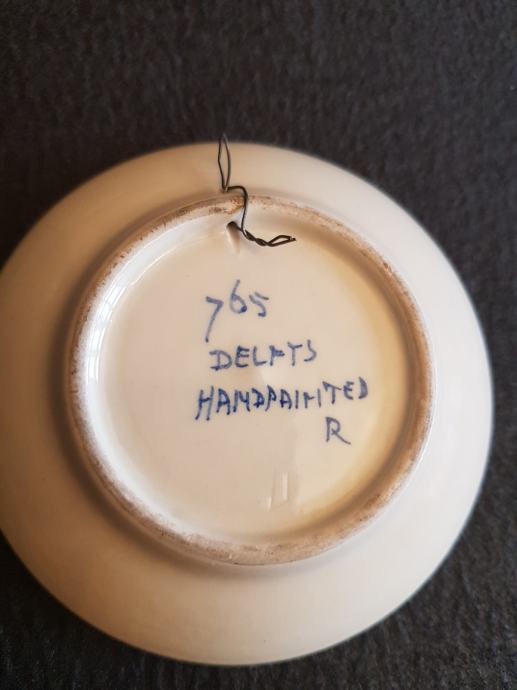 765
DELFTS
HANDPAINTED
R